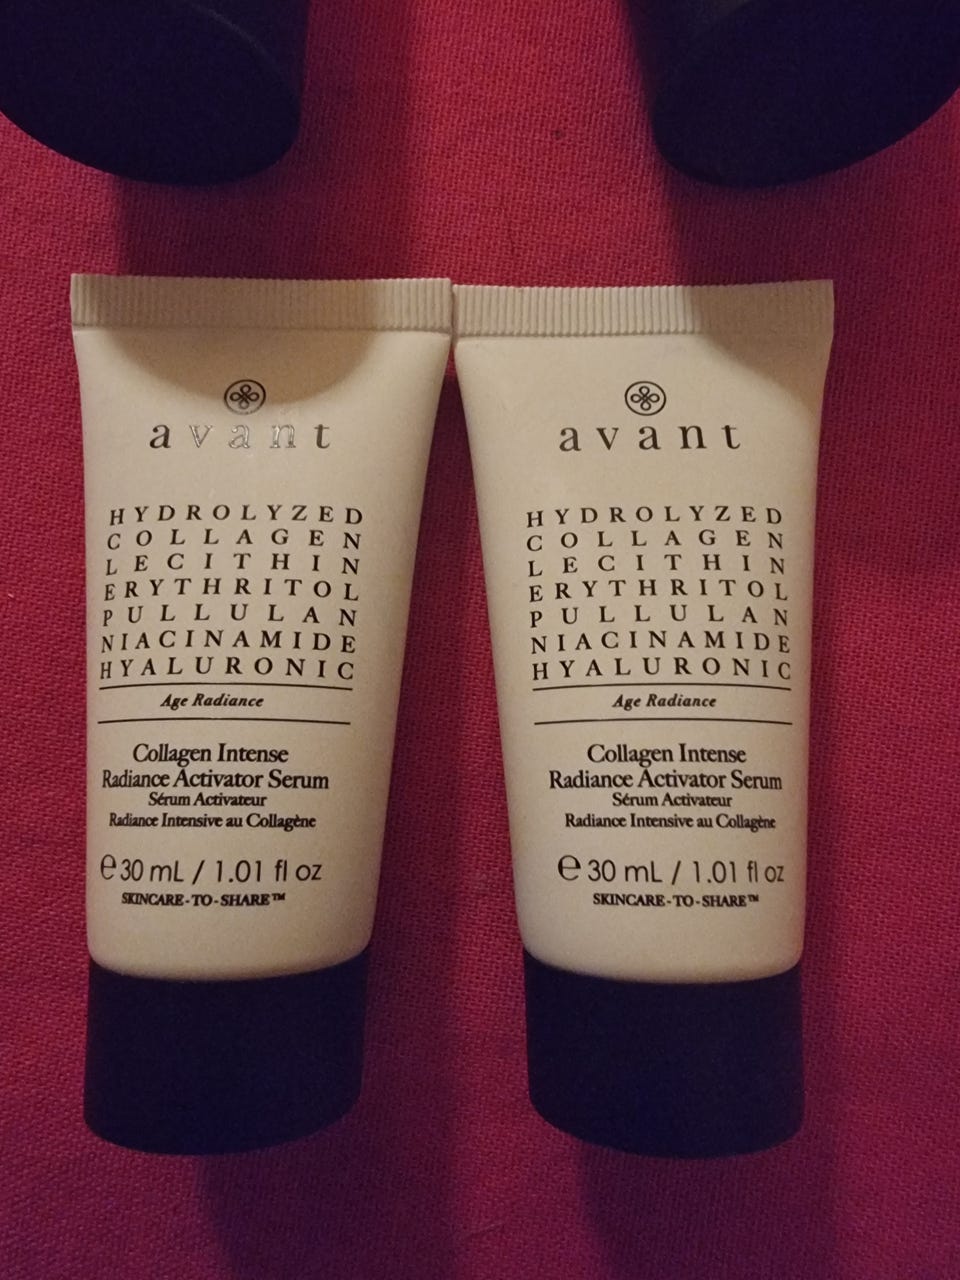 avant
HYDROLYZED
COLLAGEN
LECITHIN
ERYTHRITOL
PULLULAN
NIACINAMIDE
HYALURONIC
Age Radiance
Collagen Intense
Radiance Activator Serum
Sérum Activateur
Radiance Intensive au Collagène
℮ 30 mL / 1.01 fl oz
SKINCARE-TO-SHARE™
avant
HYDROLYZED
COLLAGEN
LECITHIN
ERYTHRITOL
PULLULAN
NIACINAMIDE
HYALURONIC
Age Radiance
Collagen Intense
Radiance Activator Serum
Sérum Activateur
Radiance Intensive au Collagène
℮ 30 mL / 1.01 fl oz
SKINCARE-TO-SHARE™